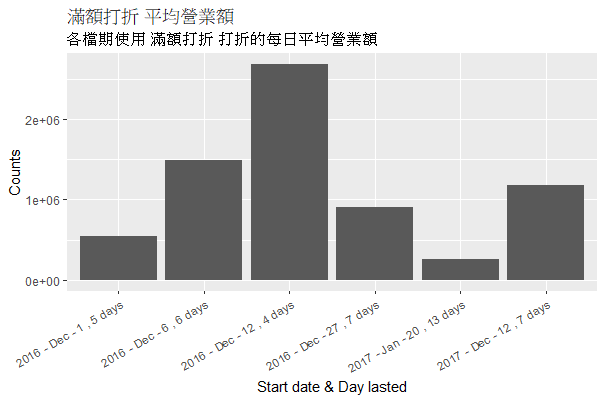 滿額打折 平均營業額
各檔期使用 滿額打折 打折的每日平均營業額
Counts
2e+06
1e+06
0e+00
2016 - Dec - 1 , 5 days
2016 - Dec - 6 , 6 days
2016 - Dec - 12 , 4 days
2016 - Dec - 27 , 7 days
2017 - Jan - 20 , 13 days
2017 - Dec - 12 , 7 days
Start date & Day lasted